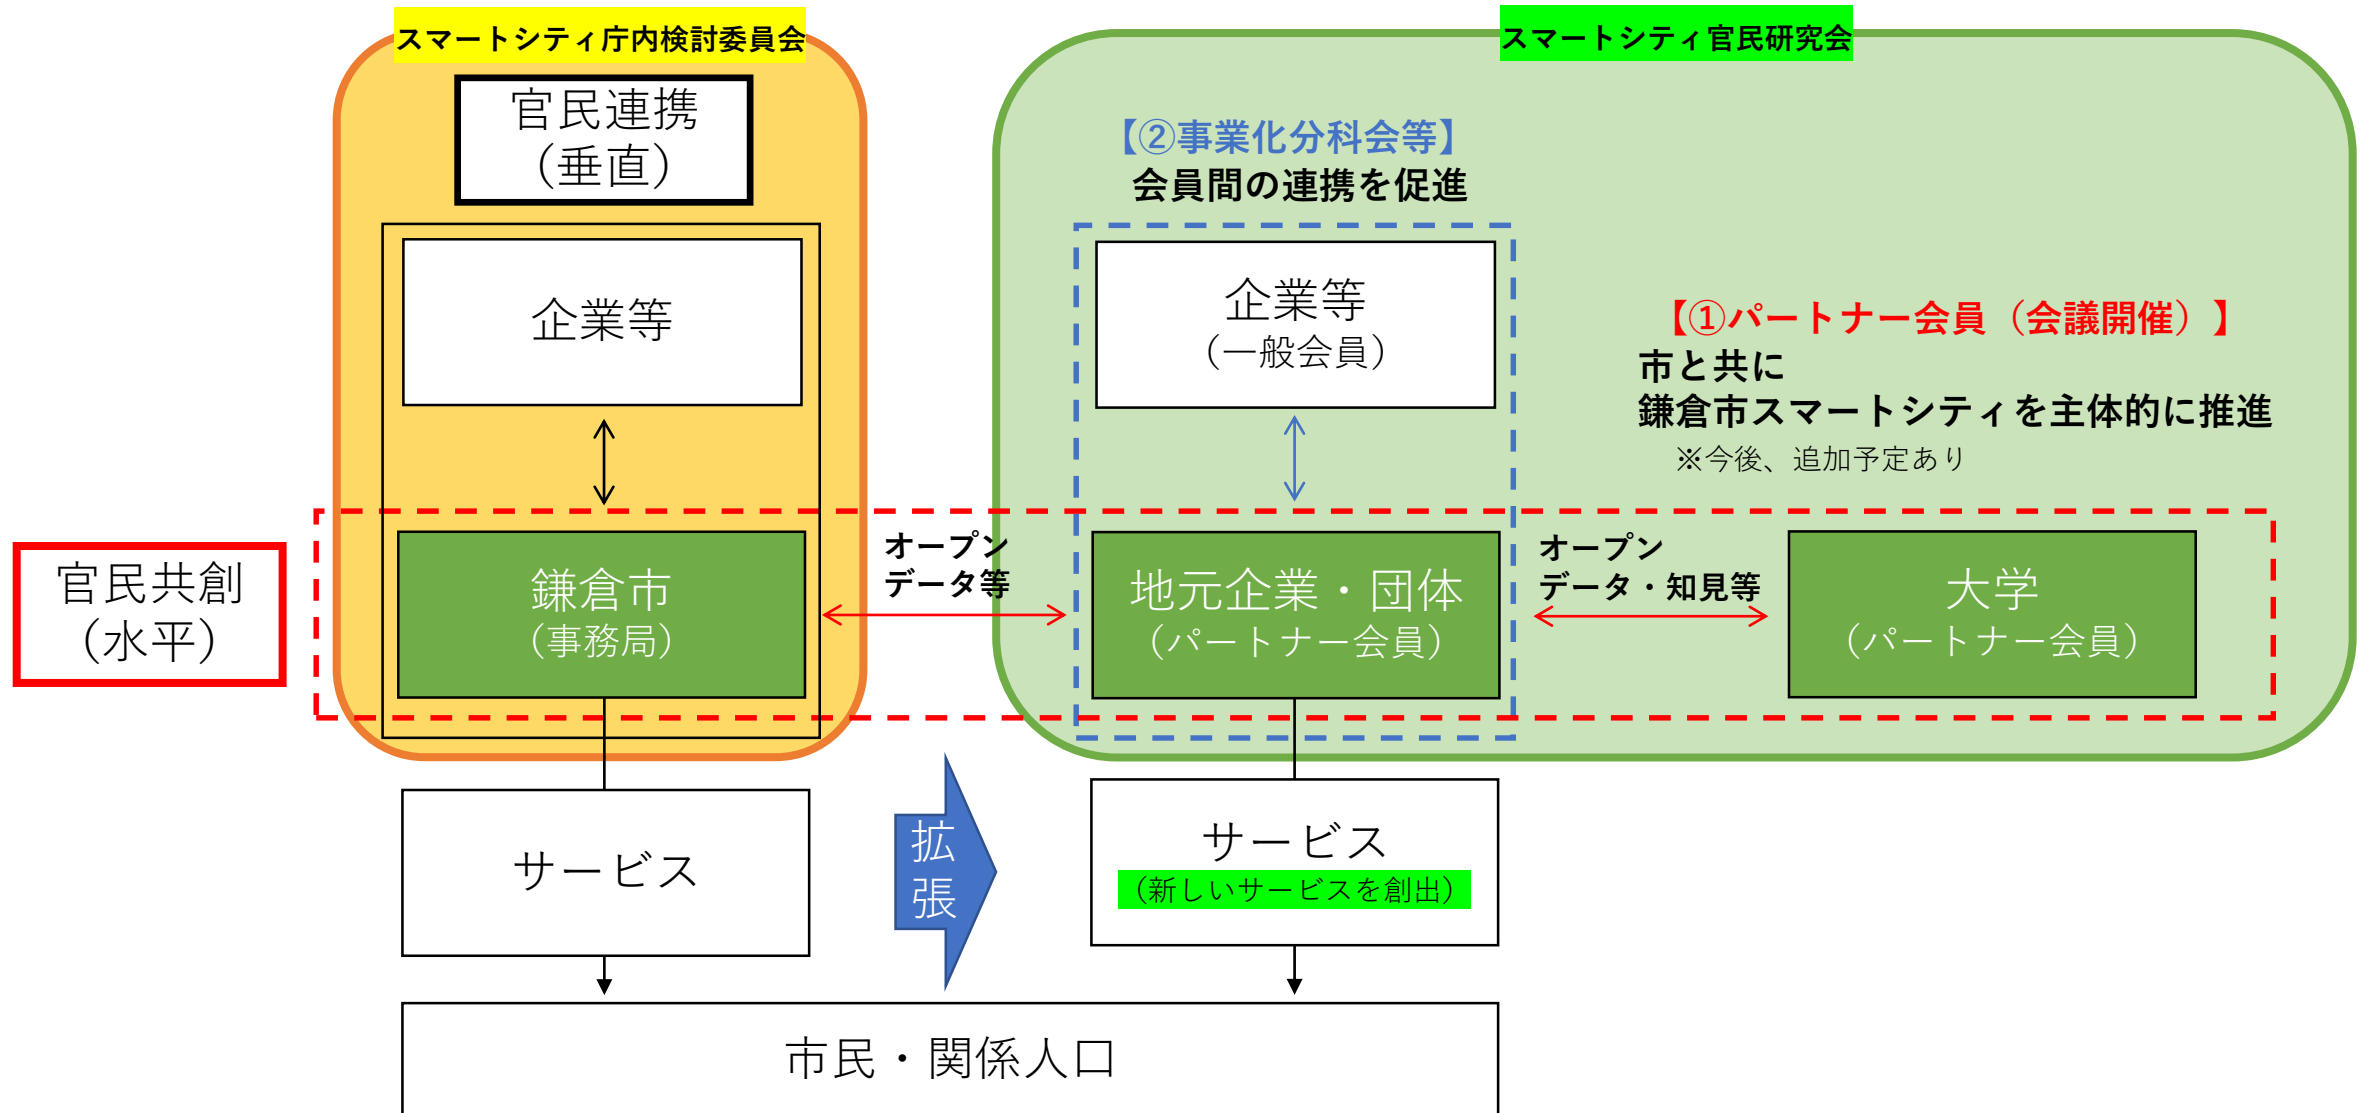 スマートシティ庁内検討委員会
スマートシティ官民研究会
官民連携
（垂直）
【②事業化分科会等】
会員間の連携を促進
企業等
企業等
（一般会員）
【①パートナー会員（会議開催）】
市と共に
鎌倉市スマートシティを主体的に推進
※今後、追加予定あり
官民共創
（水平）
鎌倉市
（事務局）
オープン
データ等
地元企業・団体
（パートナー会員）
オープン
データ・知見等
大学
（パートナー会員）
サービス
拡
張
サービス
（新しいサービスを創出）
市民・関係人口